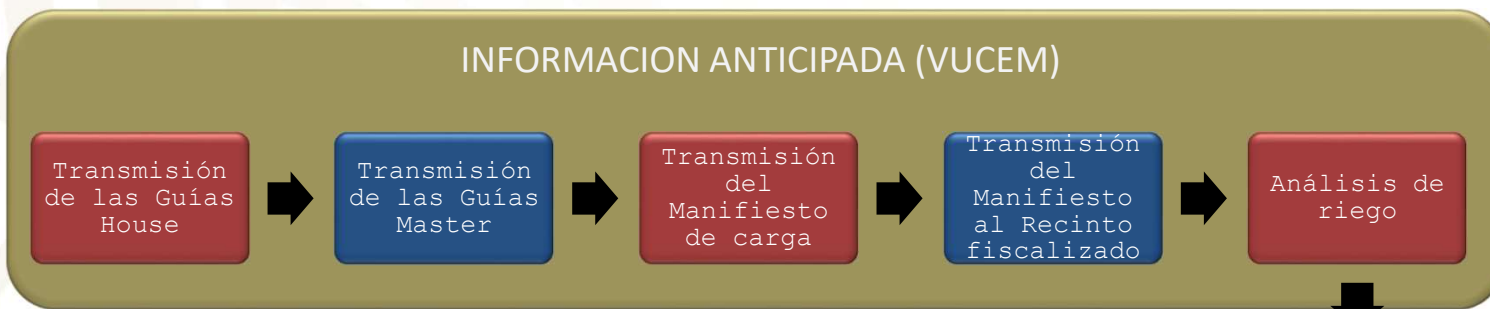 INFORMACION ANTICIPADA (VUCEM)
Transmisión
de las Guías
House
Transmisión
de las Guías
Master
Transmisión
del
Manifiesto
de carga
Transmisión
del
Manifiesto
al Recinto
fiscalizado
Análisis de
riego